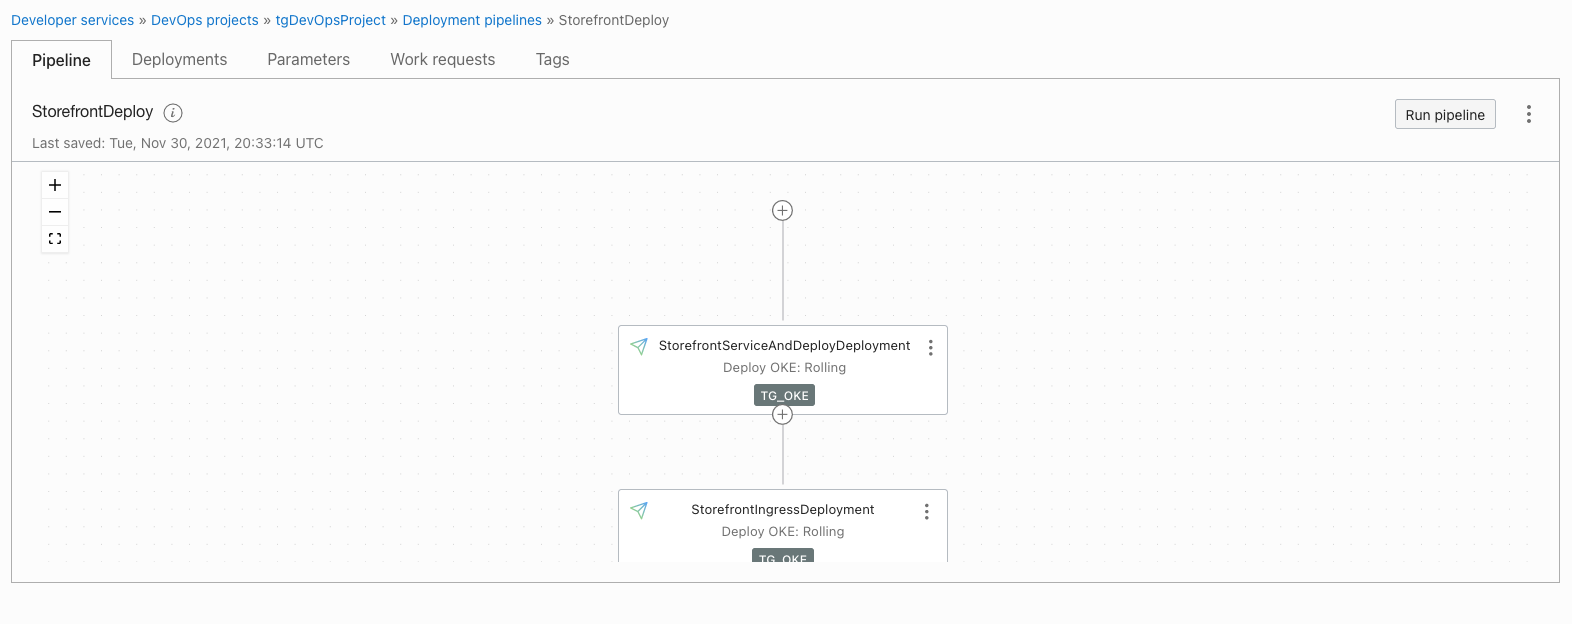 Developer services » DevOps projects » tgDevOpsProject » Deployment pipelines » StorefrontDeploy
Pipeline Deployments Parameters Work requests Tags
StorefrontDeploy i
Run pipeline
Last saved: Tue, Nov 30, 2021, 20:33:14 UTC
StorefrontServiceAndDeployDeployment
Deploy OKE: Rolling
TG_OKE
StorefrontIngressDeployment
Deploy OKE: Rolling
TG_OKE